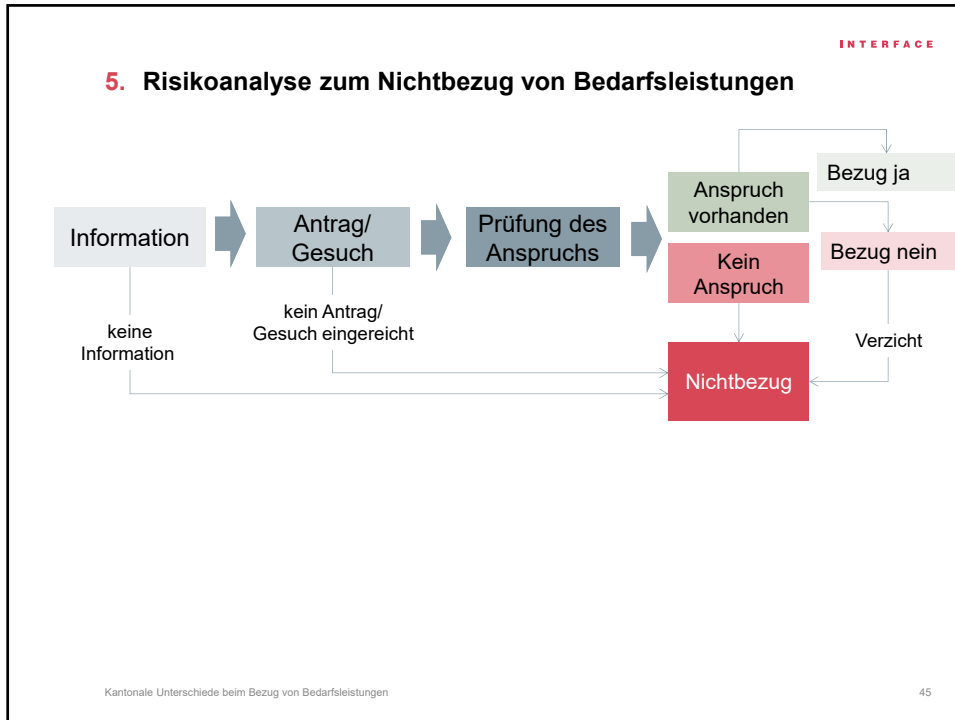 INTERFACE
5. Risikoanalyse zum Nichtbezug von Bedarfsleistungen
Information
Antrag/
Gesuch
Prüfung des
Anspruchs
Anspruch
vorhanden
Bezug ja
Kein
Anspruch
Bezug nein
keine
Information
kein Antrag/
Gesuch eingereicht
Verzicht
Nichtbezug
Kantonale Unterschiede beim Bezug von Bedarfsleistungen
45